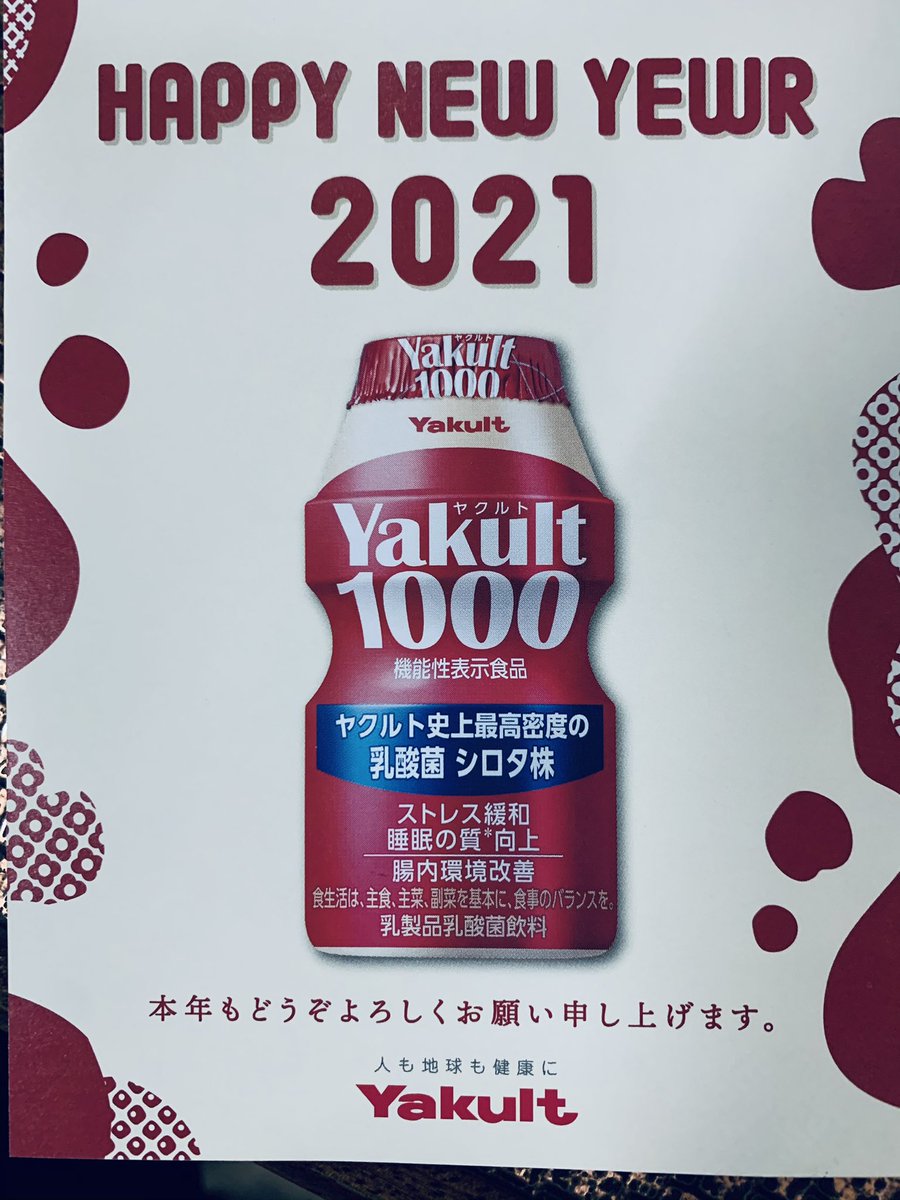 HAPPY NEW YEWR
2021
ヤクルト
Yakult
1000
Yakult
ヤクルト
Yakult
1000
機能性表示食品
ヤクルト史上最高密度の
乳酸菌 シロタ株
ストレス緩和
睡眠の質*向上
腸内環境改善
食生活は、主食、主菜、副菜を基本に、食事のバランスを。
乳製品乳酸菌飲料
本年もどうぞよろしくお願い申し上げます。
人も地球も健康に
Yakult